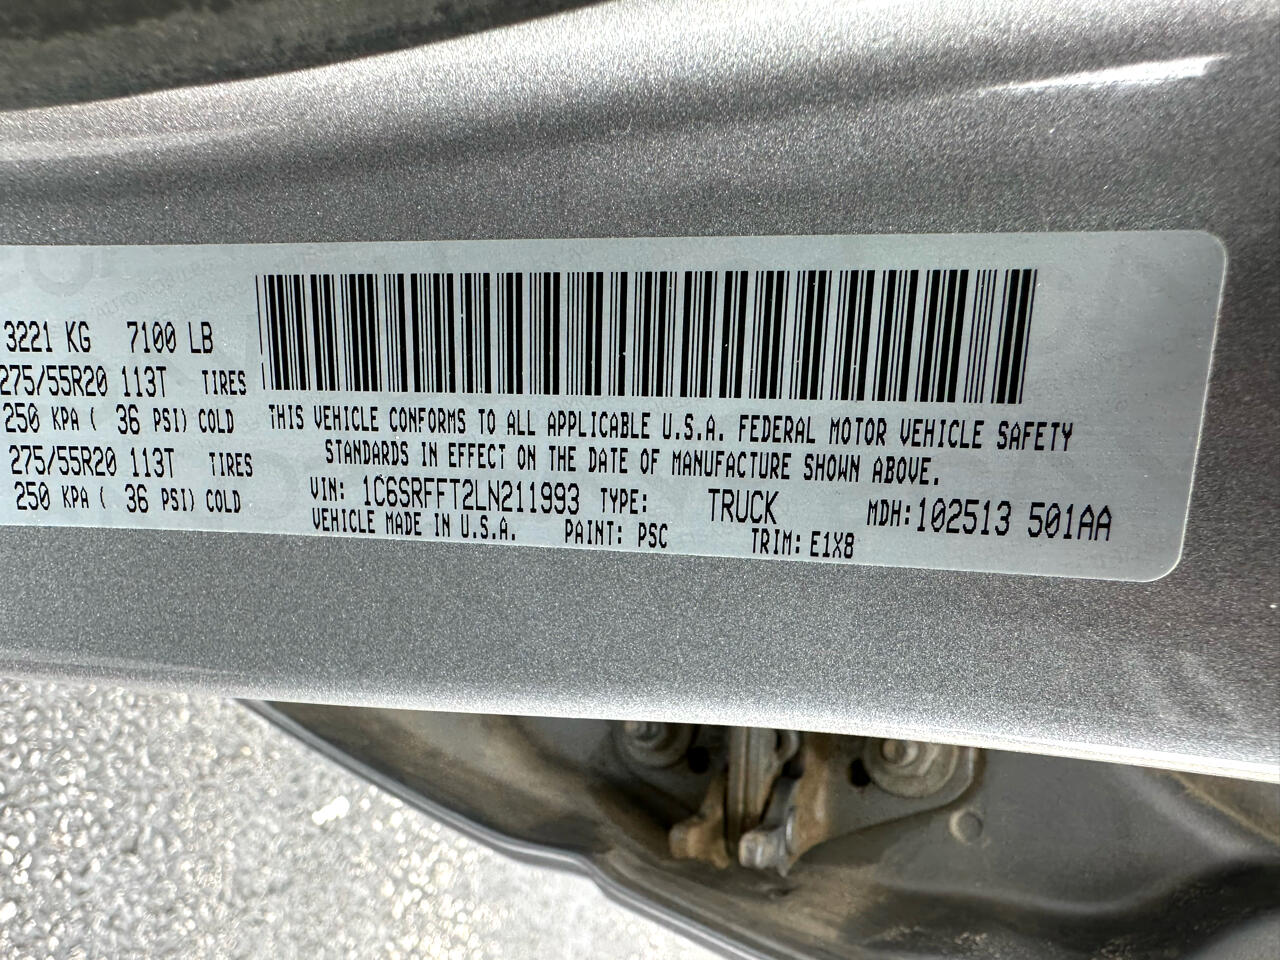 3221 KG 7100 LB
275/55R20 113T TIRES
250 KPA ( 36 PSI) COLD
275/55R20 113T TIRES
250 KPA ( 36 PSI) COLD
THIS VEHICLE CONFORMS TO ALL APPLICABLE U.S.A. FEDERAL MOTOR VEHICLE SAFETY
STANDARDS IN EFFECT ON THE DATE OF MANUFACTURE SHOWN ABOVE.
VIN: 1C6SRFFT2LN211993 TYPE: TRUCK MDH: 102513 501AA
VEHICLE MADE IN U.S.A. PAINT: PSC TRIM: E1X8